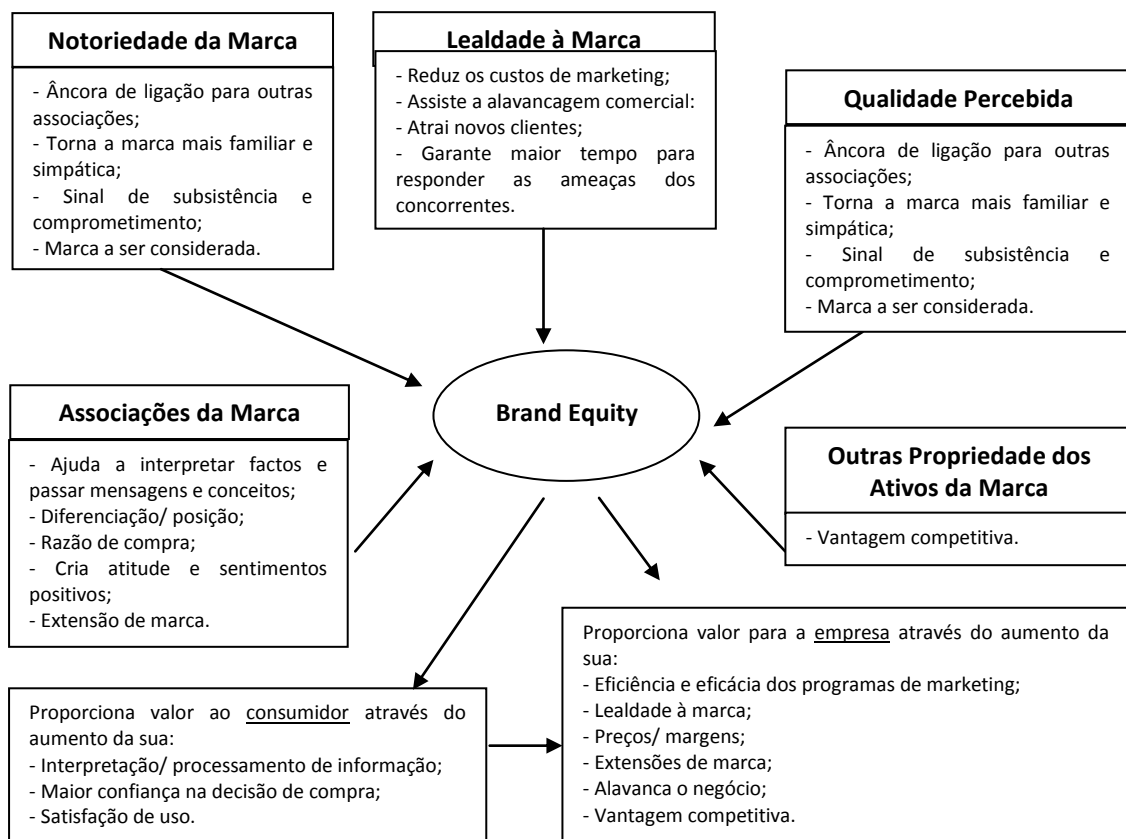 Notoriedade da Marca
- Âncora de ligação para outras
associações;
- Torna a marca mais familiar e
simpática;
- Sinal de subsistência e
comprometimento;
- Marca a ser considerada.
Lealdade à Marca
- Reduz os custos de marketing;
- Assiste a alavancagem comercial:
- Atrai novos clientes;
- Garante maior tempo para
responder as ameaças dos
concorrentes.
Qualidade Percebida
- Âncora de ligação para outras
associações;
- Torna a marca mais familiar e
simpática;
- Sinal de subsistência e
comprometimento;
- Marca a ser considerada.
Brand Equity
Associações da Marca
- Ajuda a interpretar factos e
passar mensagens e conceitos;
- Diferenciação/ posição;
- Razão de compra;
- Cria atitude e sentimentos
positivos;
- Extensão de marca.
Outras Propriedade dos
Ativos da Marca
- Vantagem competitiva.
Proporciona valor ao consumidor através do
aumento da sua:
- Interpretação/ processamento de informação;
- Maior confiança na decisão de compra;
- Satisfação de uso.
Proporciona valor para a empresa através do aumento da
sua:
- Eficiência e eficácia dos programas de marketing;
- Lealdade à marca;
- Preços/ margens;
- Extensões de marca;
- Alavanca o negócio;
- Vantagem competitiva.